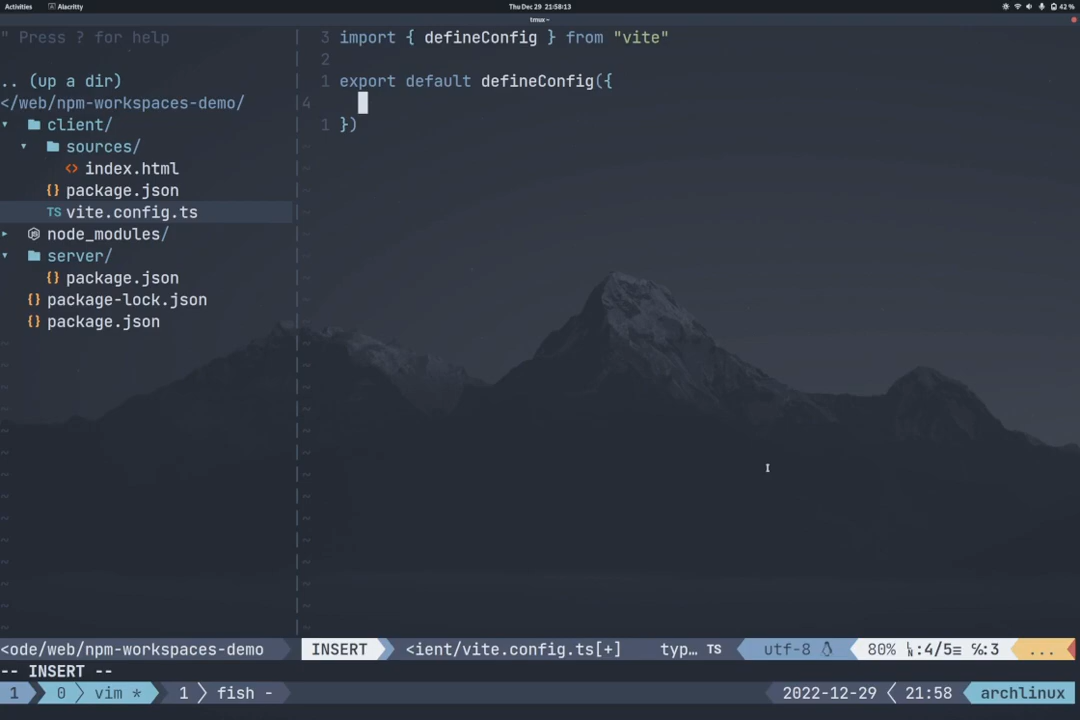 Activities Alacritty Thu Dec 29 21:58:13 42 %
tmux~
" Press ? for help
.. (up a dir)
</web/npm-workspaces-demo/
client/
sources/
<> index.html
{} package.json
TS vite.config.ts
node_modules/
server/
{} package.json
{} package-lock.json
{} package.json
3 import { defineConfig } from "vite"
2
1 export default defineConfig({
4
1 })
<ode/web/npm-workspaces-demo INSERT <ient/vite.config.ts[+] typ… TS utf-8 80% LN:4/5≡ ℅:3 ...
-- INSERT --
1 0 vim * 1 fish - 2022-12-29 21:58 archlinux